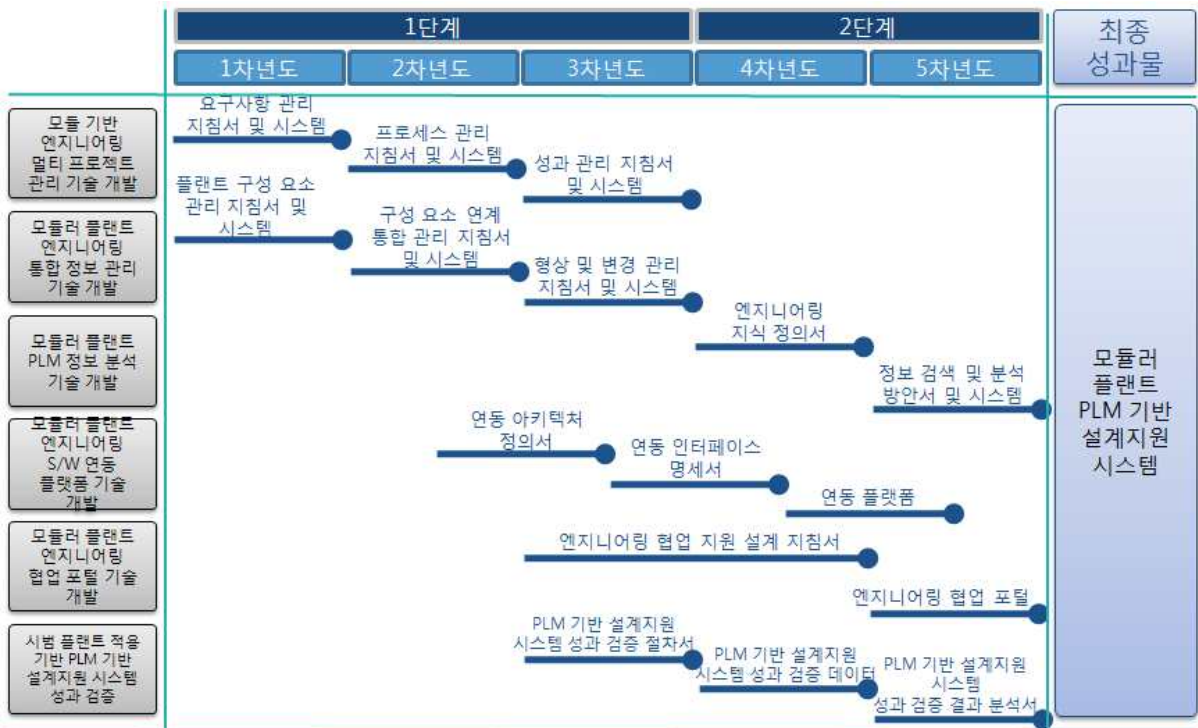 1단계
2단계
최종
성과물
1차년도
2차년도
3차년도
4차년도
5차년도
모듈 기반
엔지니어링
멀티 프로젝트
관리 기술 개발
요구사항 관리
지침서 및 시스템
프로세스 관리
지침서 및 시스템
성과 관리 지침서
및 시스템
모듈러 플랜트
엔지니어링
통합 정보 관리
기술 개발
플랜트 구성 요소
관리 지침서 및
시스템
구성 요소 연계
통합 관리 지침서
및 시스템
형상 및 변경 관리
지침서 및 시스템
모듈러 플랜트
PLM 정보 분석
기술 개발
엔지니어링
지식 정의서
정보 검색 및 분석
방안서 및 시스템
모듈러 플랜트
엔지니어링
S/W 연동
플랫폼 기술
개발
연동 아키텍처
정의서
연동 인터페이스
명세서
연동 플랫폼
모듈러 플랜트
엔지니어링
협업 포털 기술
개발
엔지니어링 협업 지원 설계 지침서
엔지니어링 협업 포털
시범 플랜트 적용
기반 PLM 기반
설계지원 시스템
성과 검증
PLM 기반 설계지원
시스템 성과 검증 절차서
PLM 기반 설계지원
시스템 성과 검증 데이터
PLM 기반 설계지원
시스템
성과 검증 결과 분석서
모듈러
플랜트
PLM 기반
설계지원
시스템